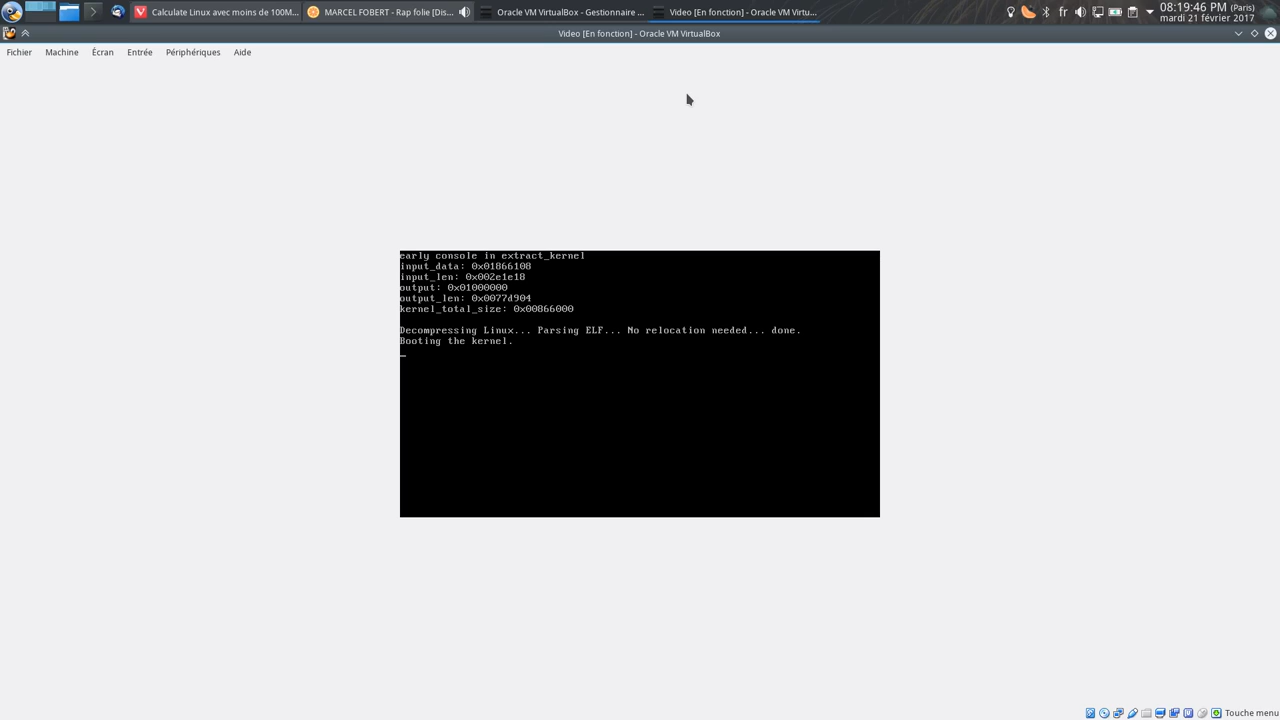 Calculate Linux avec moins de 100M...
MARCEL FOBERT - Rap folie [Dis...
Oracle VM VirtualBox - Gestionnaire ...
Video [En fonction] - Oracle VM Virtu...
fr
08:19:46 PM (Paris)
mardi 21 février 2017
Video [En fonction] - Oracle VM VirtualBox
Fichier Machine Écran Entrée Périphériques Aide
early console in extract_kernel
input_data: 0x01866108
input_len: 0x002e1e18
output: 0x01000000
output_len: 0x0077d904
kernel_total_size: 0x00866000
Decompressing Linux... Parsing ELF... No relocation needed... done.
Booting the kernel.
Touche menu